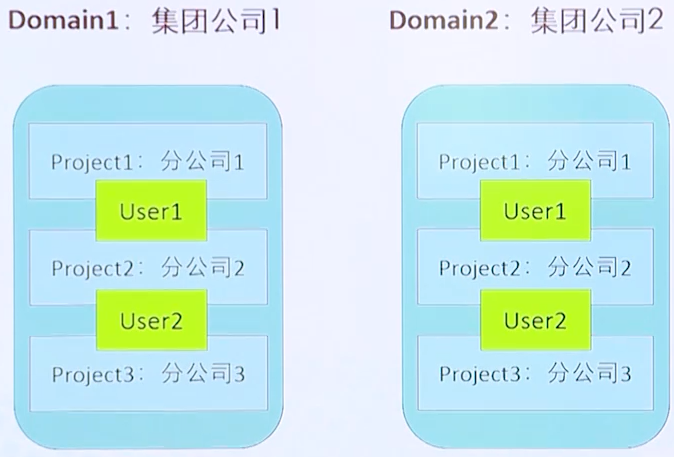 Domain1：集团公司1
Domain2：集团公司2
Project1：分公司1
User1
Project2：分公司2
User2
Project3：分公司3
Project1：分公司1
User1
Project2：分公司2
User2
Project3：分公司3